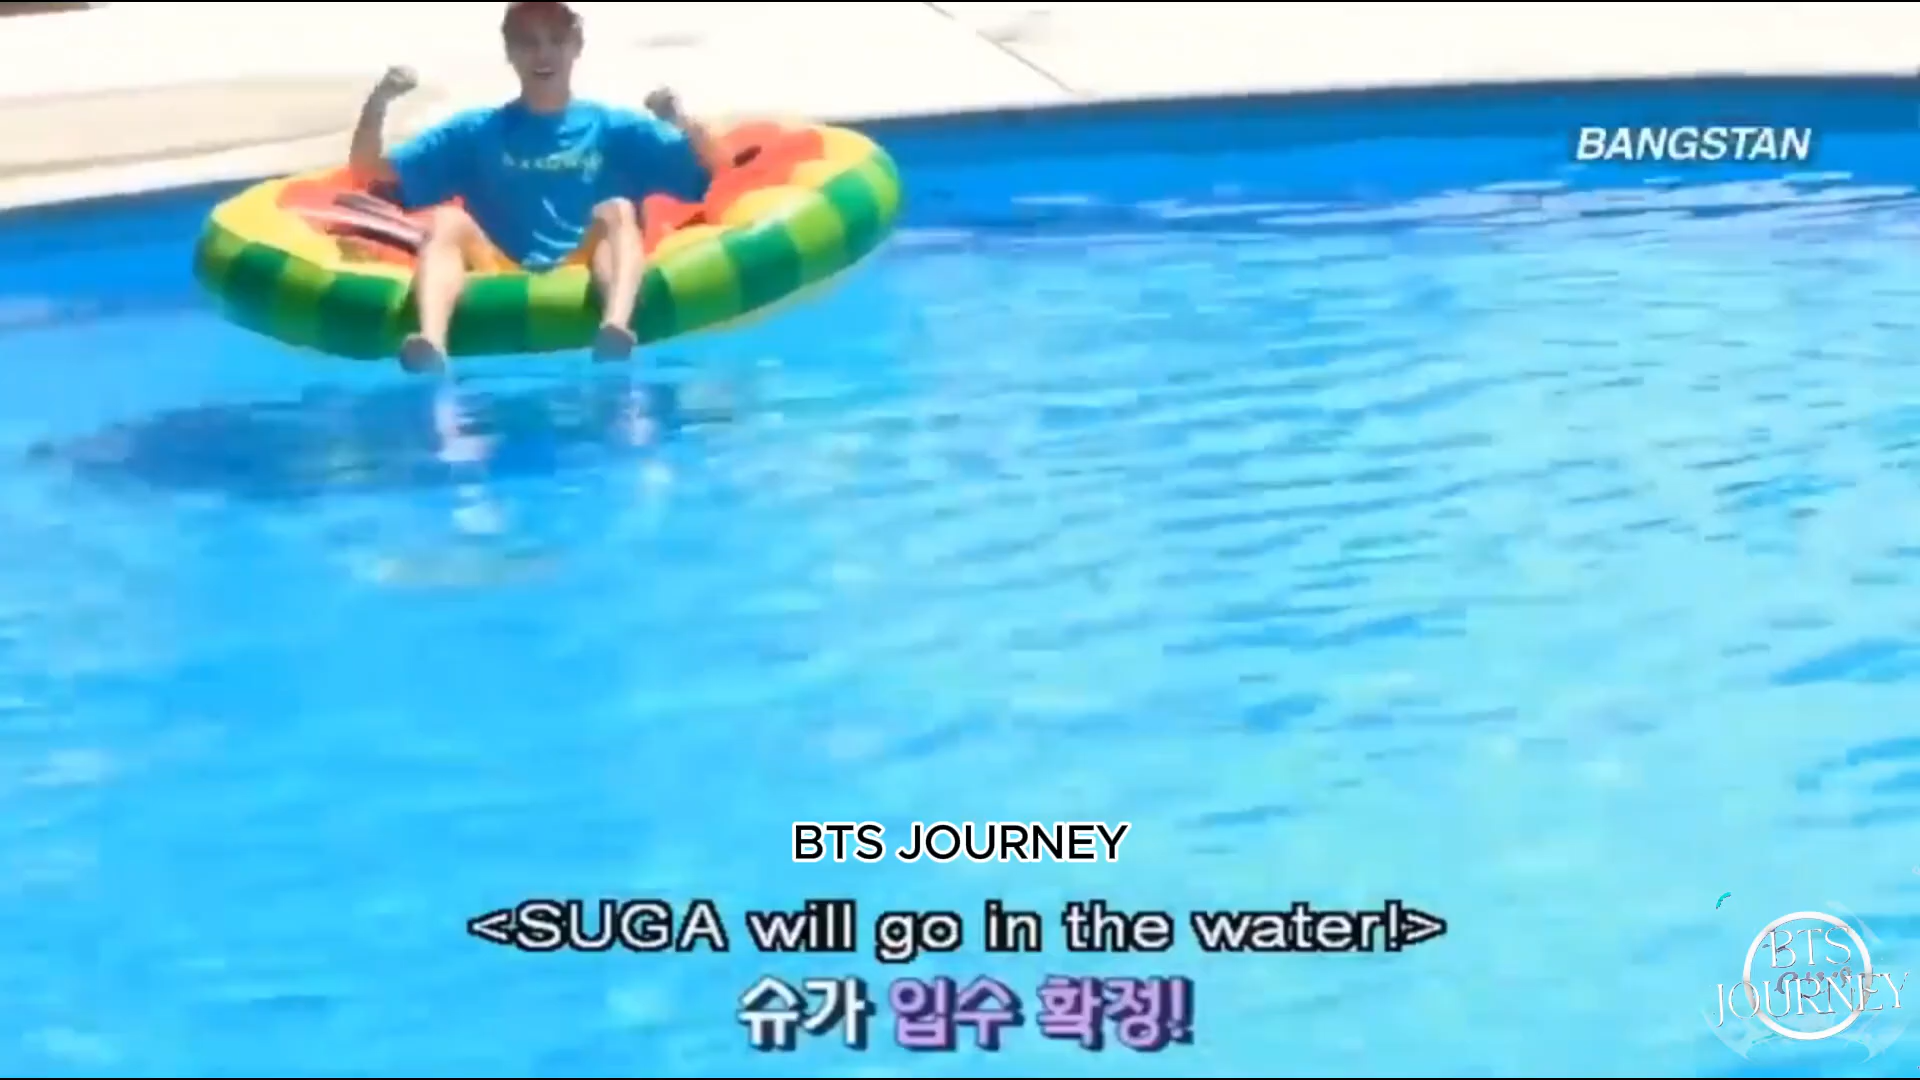 BANGSTAN
BTS JOURNEY
<SUGA will go in the water!>
슈가 입수 확정!
BTS
JOURNEY